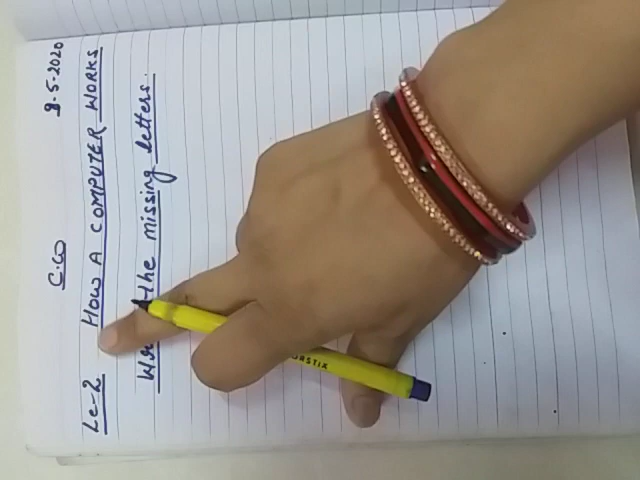 C.W
8.5.2020
Le-2 HOW A COMPUTER WORKS
the missing letters.